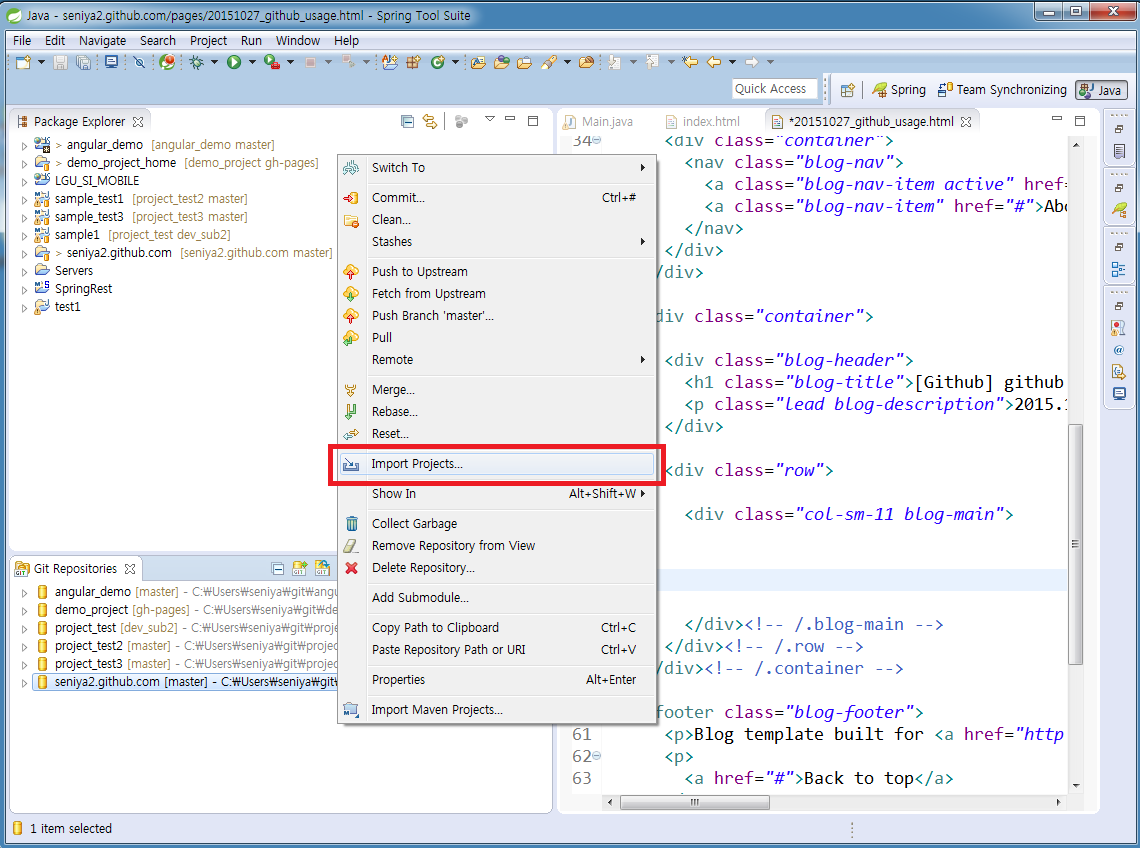 Java - seniya2.github.com/pages/20151027_github_usage.html - Spring Tool Suite
File Edit Navigate Search Project Run Window Help
Quick Access
Spring
Team Synchronizing
Java
Package Explorer
> angular_demo [angular_demo master]
> demo_project_home [demo_project gh-pages]
LGU_SI_MOBILE
sample_test1 [project_test2 master]
sample_test3 [project_test3 master]
sample1 [project_test dev_sub2]
> seniya2.github.com [seniya2.github.com master]
Servers
SpringRest
test1
Switch To
Commit... Ctrl+#
Clean...
Stashes
Push to Upstream
Fetch from Upstream
Push Branch 'master'...
Pull
Remote
Merge...
Rebase...
Reset...
Import Projects...
Show In Alt+Shift+W
Collect Garbage
Remove Repository from View
Delete Repository...
Add Submodule...
Copy Path to Clipboard Ctrl+C
Paste Repository Path or URI Ctrl+V
Properties Alt+Enter
Import Maven Projects...
Git Repositories
angular_demo [master] - C:₩Users₩seniya₩git₩angu
demo_project [gh-pages] - C:₩Users₩seniya₩git₩de
project_test [dev_sub2] - C:₩Users₩seniya₩git₩proje
project_test2 [master] - C:₩Users₩seniya₩git₩project
project_test3 [master] - C:₩Users₩seniya₩git₩project
seniya2.github.com [master] - C:₩Users₩seniya₩git₩
Main.java
index.html
*20151027_github_usage.html
34 <div class="container">
<nav class="blog-nav">
<a class="blog-nav-item active" href=
<a class="blog-nav-item" href="#">Abo
</nav>
</div>
/div>
div class="container">
<div class="blog-header">
<h1 class="blog-title">[Github] github
<p class="lead blog-description">2015.1
</div>
<div class="row">
<div class="col-sm-11 blog-main">
</div><!-- /.blog-main -->
</div><!-- /.row -->
/div><!-- /.container -->
footer class="blog-footer">
61 <p>Blog template built for <a href="http
62 <p>
63 <a href="#">Back to top</a>
1 item selected